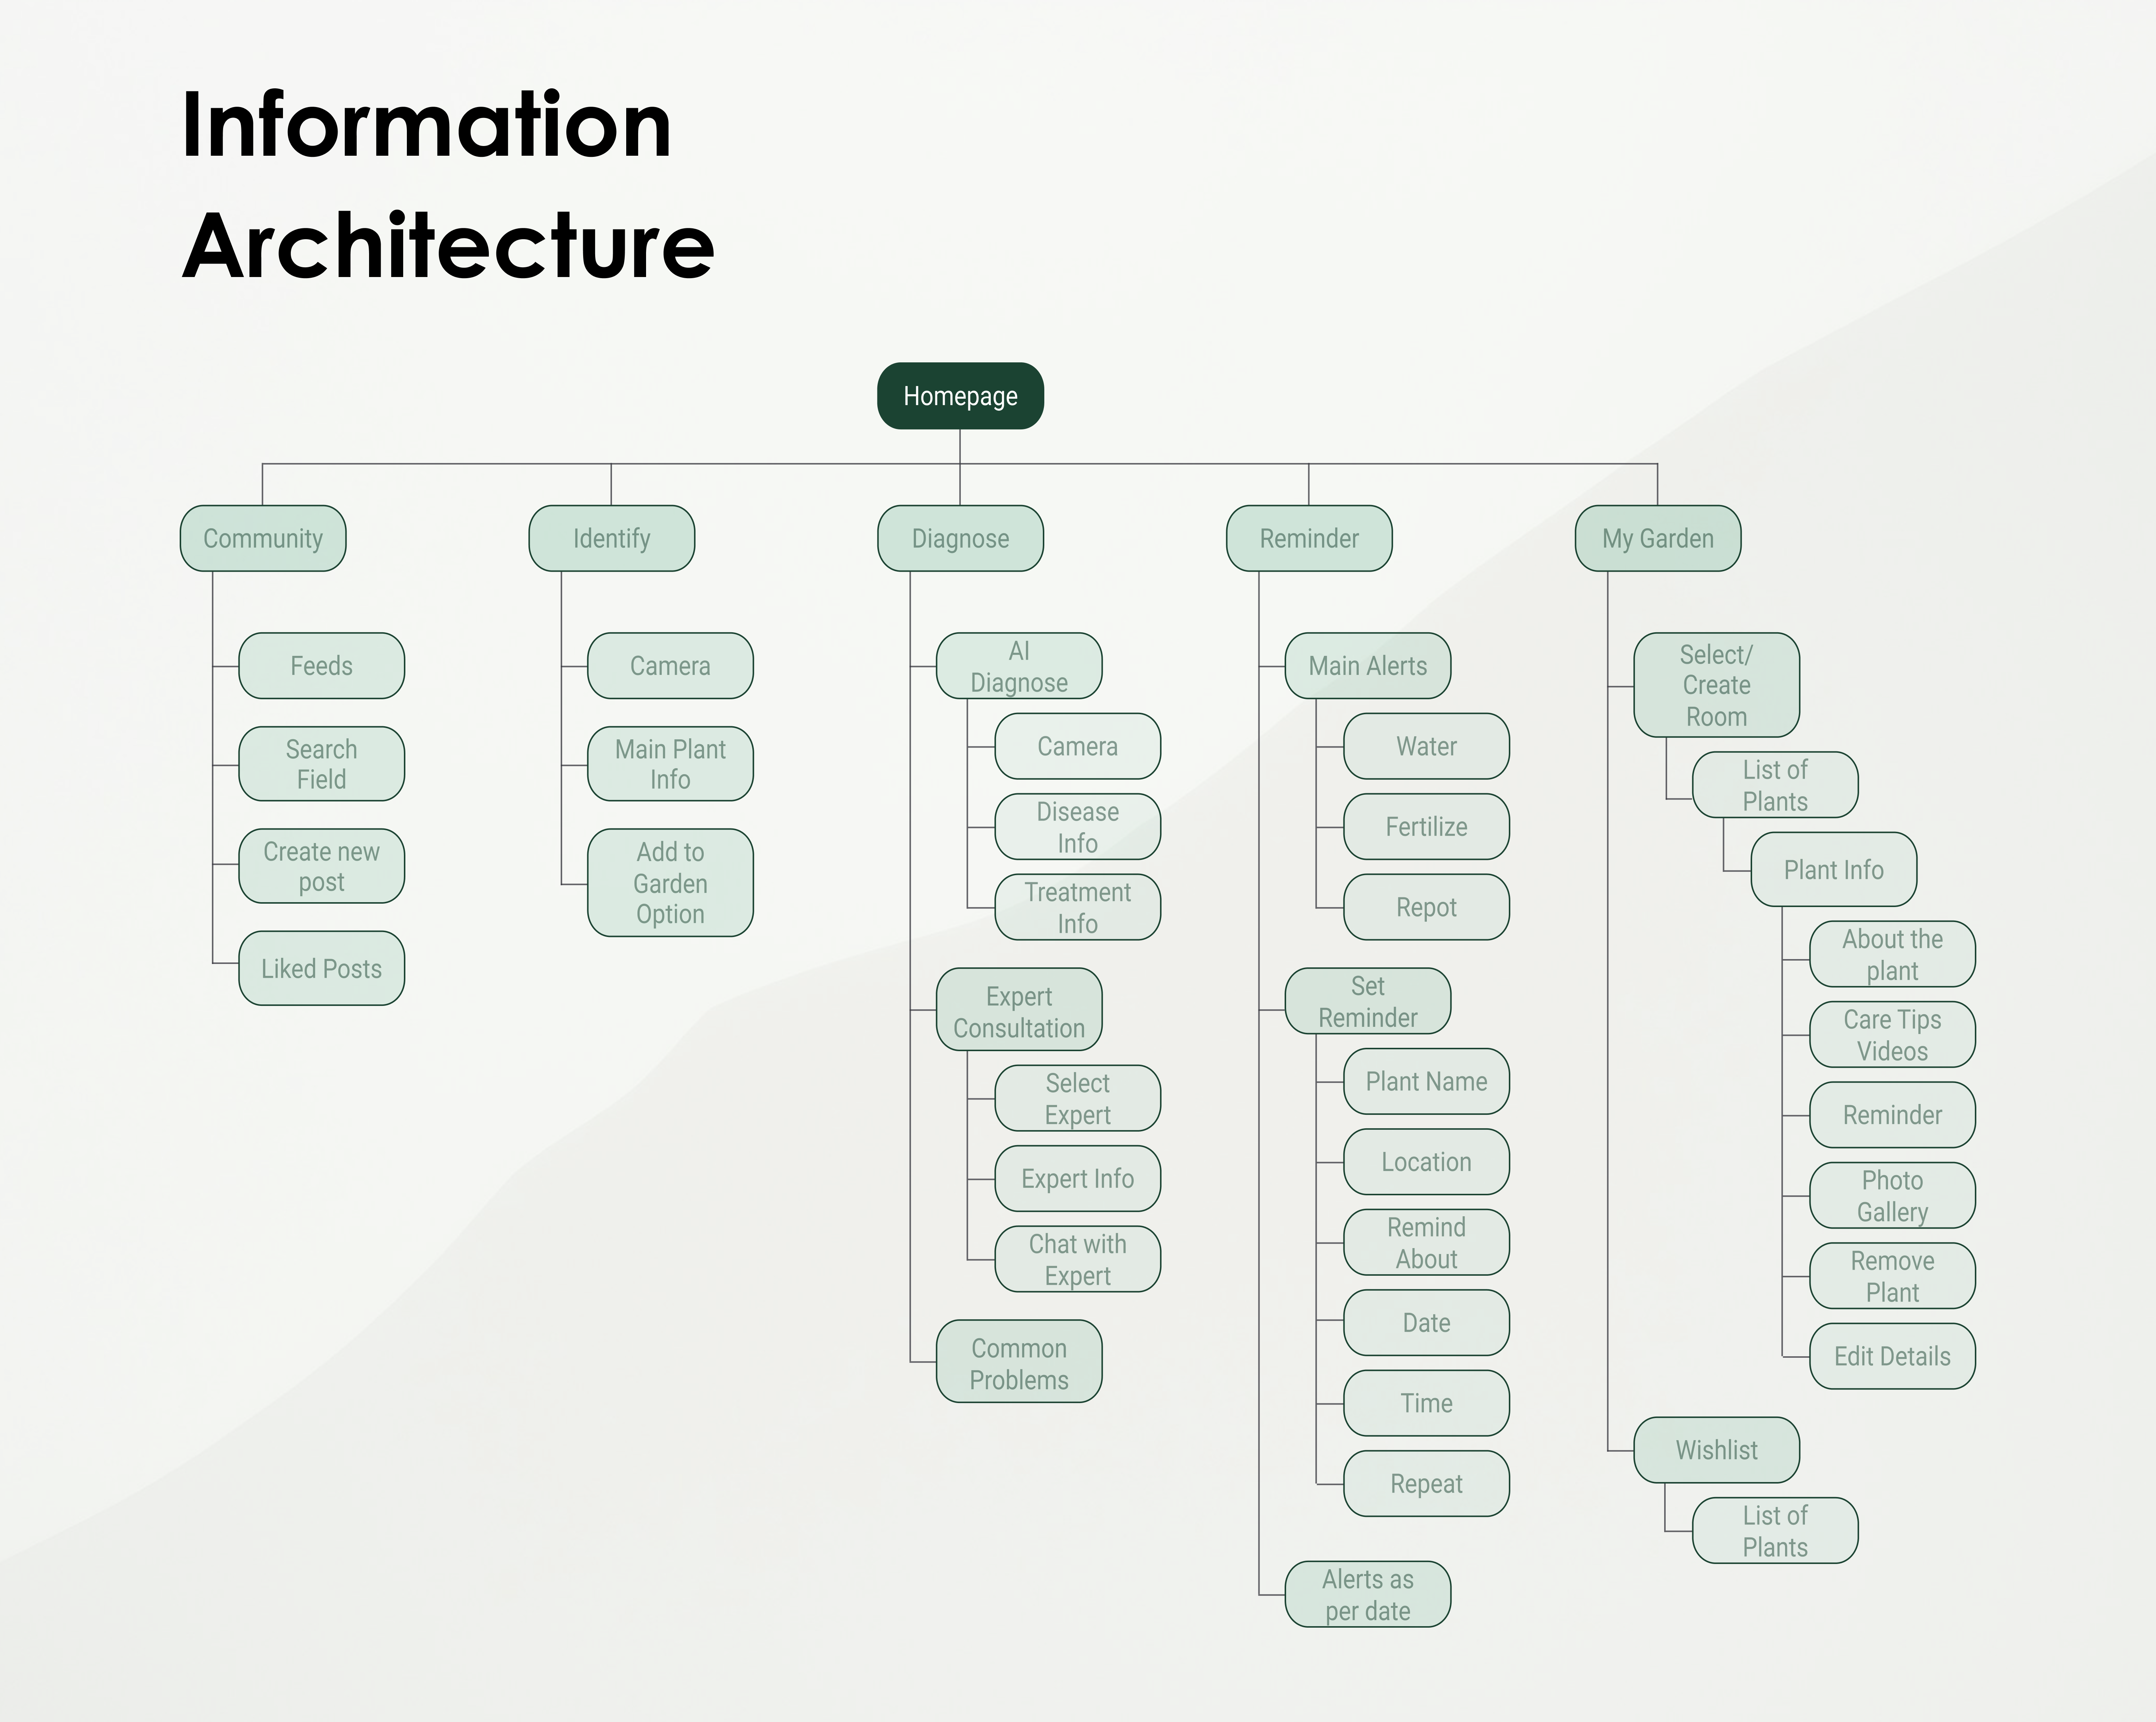 Information
Architecture
Homepage
Community
Identify
Diagnose
Reminder
My Garden
Feeds
Search
Field
Create new
post
Liked Posts
Camera
Main Plant
Info
Add to
Garden
Option
AI
Diagnose
Camera
Disease
Info
Treatment
Info
Expert
Consultation
Select
Expert
Expert Info
Chat with
Expert
Common
Problems
Main Alerts
Water
Fertilize
Repot
Set
Reminder
Plant Name
Location
Remind
About
Date
Time
Repeat
Alerts as
per date
Select/
Create
Room
List of
Plants
Plant Info
About the
plant
Care Tips
Videos
Reminder
Photo
Gallery
Remove
Plant
Edit Details
Wishlist
List of
Plants